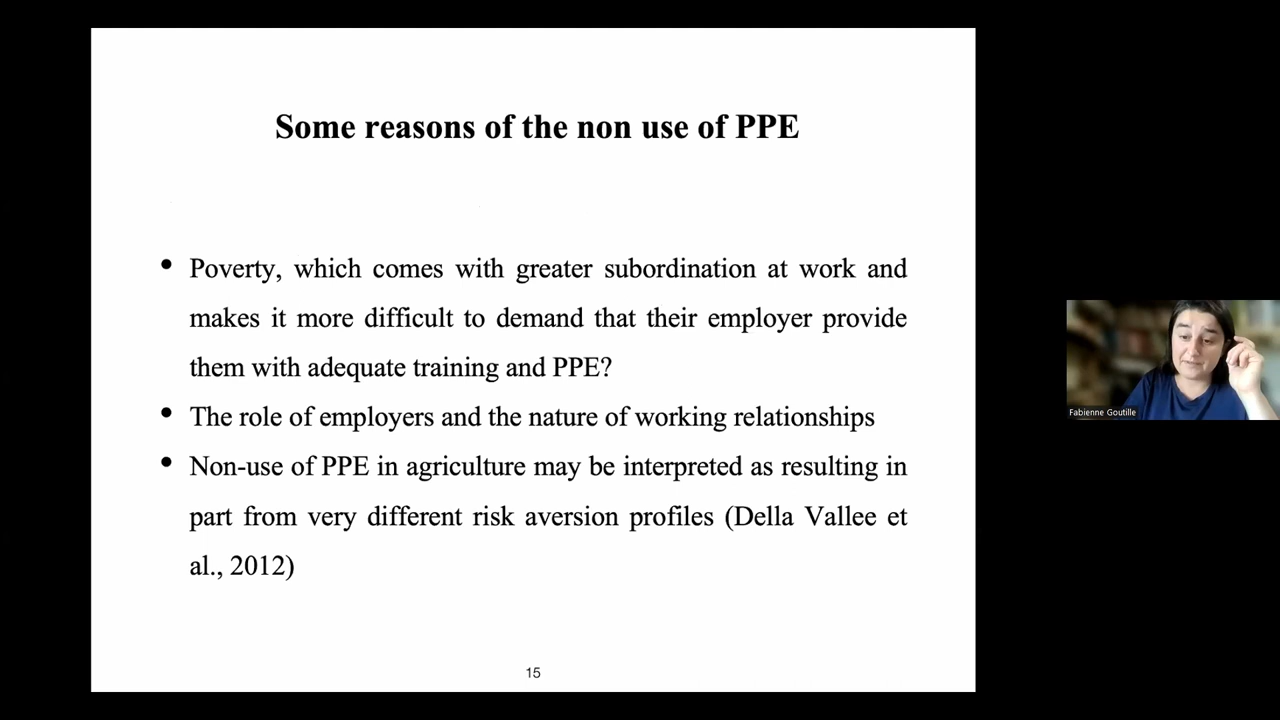 Some reasons of the non use of PPE
• Poverty, which comes with greater subordination at work and
makes it more difficult to demand that their employer provide
them with adequate training and PPE?
• The role of employers and the nature of working relationships
• Non-use of PPE in agriculture may be interpreted as resulting in
part from very different risk aversion profiles (Della Vallee et
al., 2012)
15
Fabienne Goutille